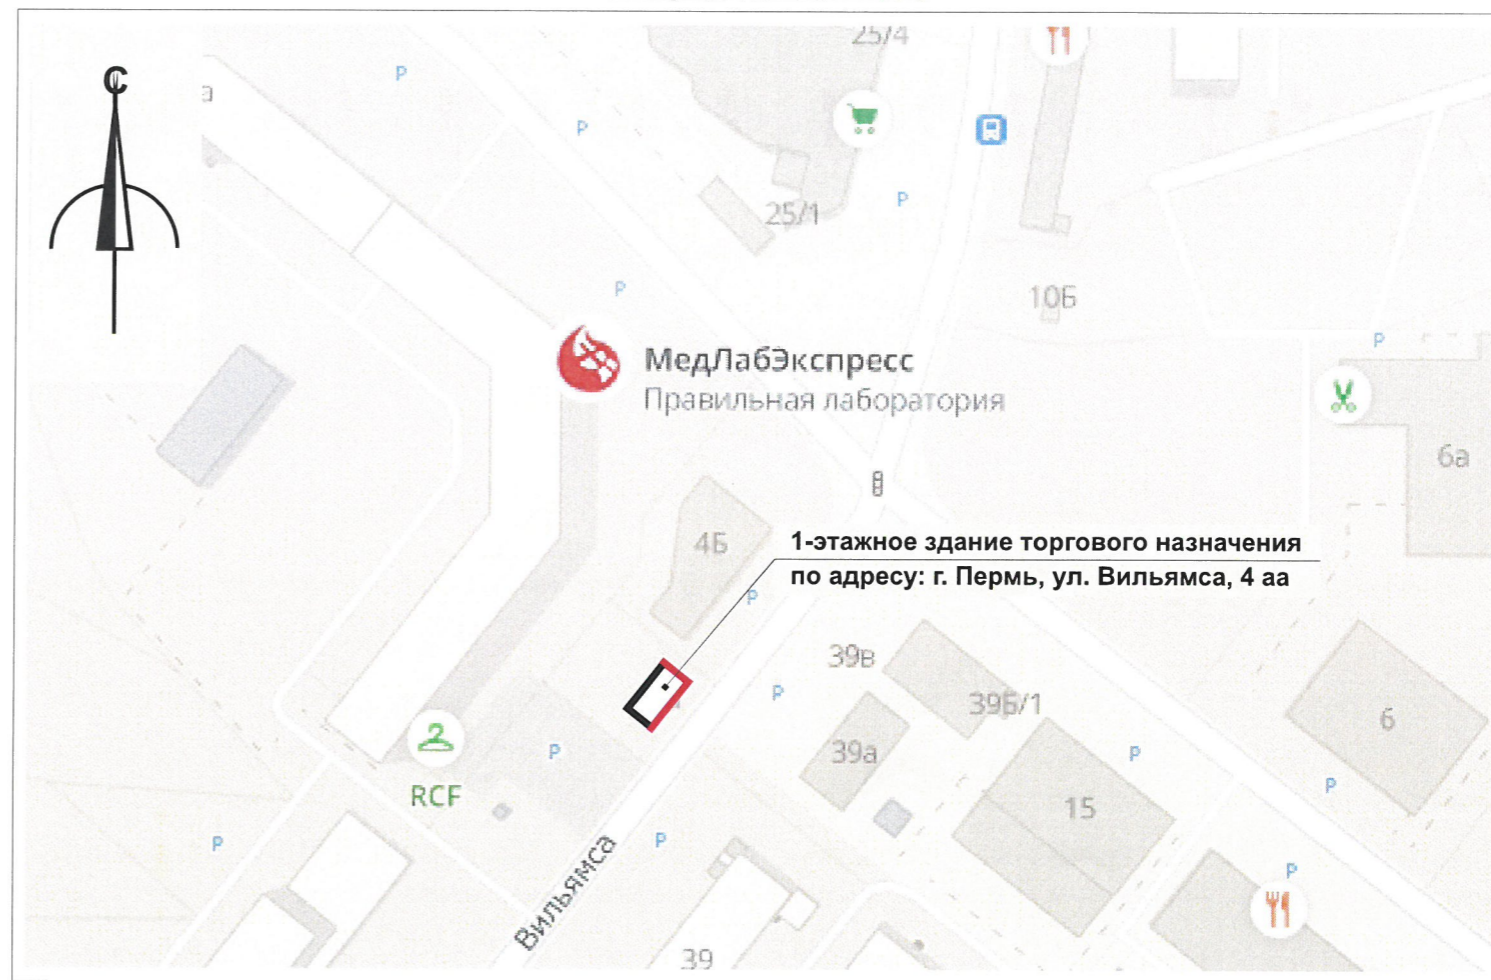 С
а
25/4
25/1
10Б
МедЛабЭкспресс
Правильная лаборатория
6а
4Б
1-этажное здание торгового назначения
по адресу: г. Пермь, ул. Вильямса, 4 аа
39в
39Б/1
39а
6
15
RCF
Вильямса
39
P
P
P
P
P
P
P
P
P
P
P
P
P
P